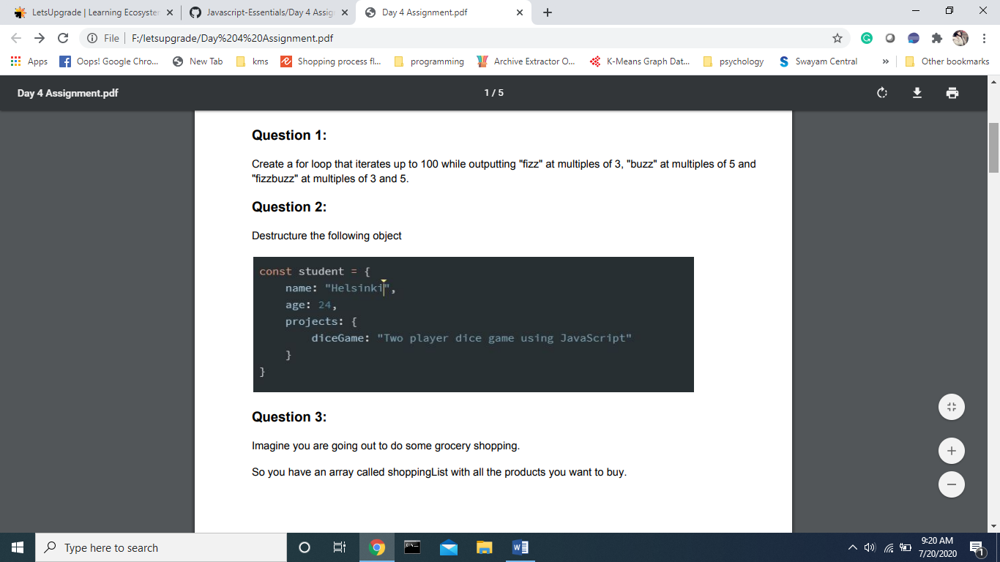 LetsUpgrade | Learning Ecosyster
Javascript-Essentials/Day 4 Assig
Day 4 Assignment.pdf
File
F:/letsupgrade/Day%204%20Assignment.pdf
Apps
Oops! Google Chro...
New Tab
kms
Shopping process fl...
programming
Archive Extractor O...
K-Means Graph Dat...
psychology
Swayam Central
»
Other bookmarks
Day 4 Assignment.pdf
1 / 5
Question 1:
Create a for loop that iterates up to 100 while outputting "fizz" at multiples of 3, "buzz" at multiples of 5 and
"fizzbuzz" at multiples of 3 and 5.
Question 2:
Destructure the following object
const student = {
name: "Helsinki",
age: 24,
projects: {
diceGame: "Two player dice game using JavaScript"
}
}
Question 3:
Imagine you are going out to do some grocery shopping.
So you have an array called shoppingList with all the products you want to buy.
Type here to search
9:20 AM
7/20/2020
1